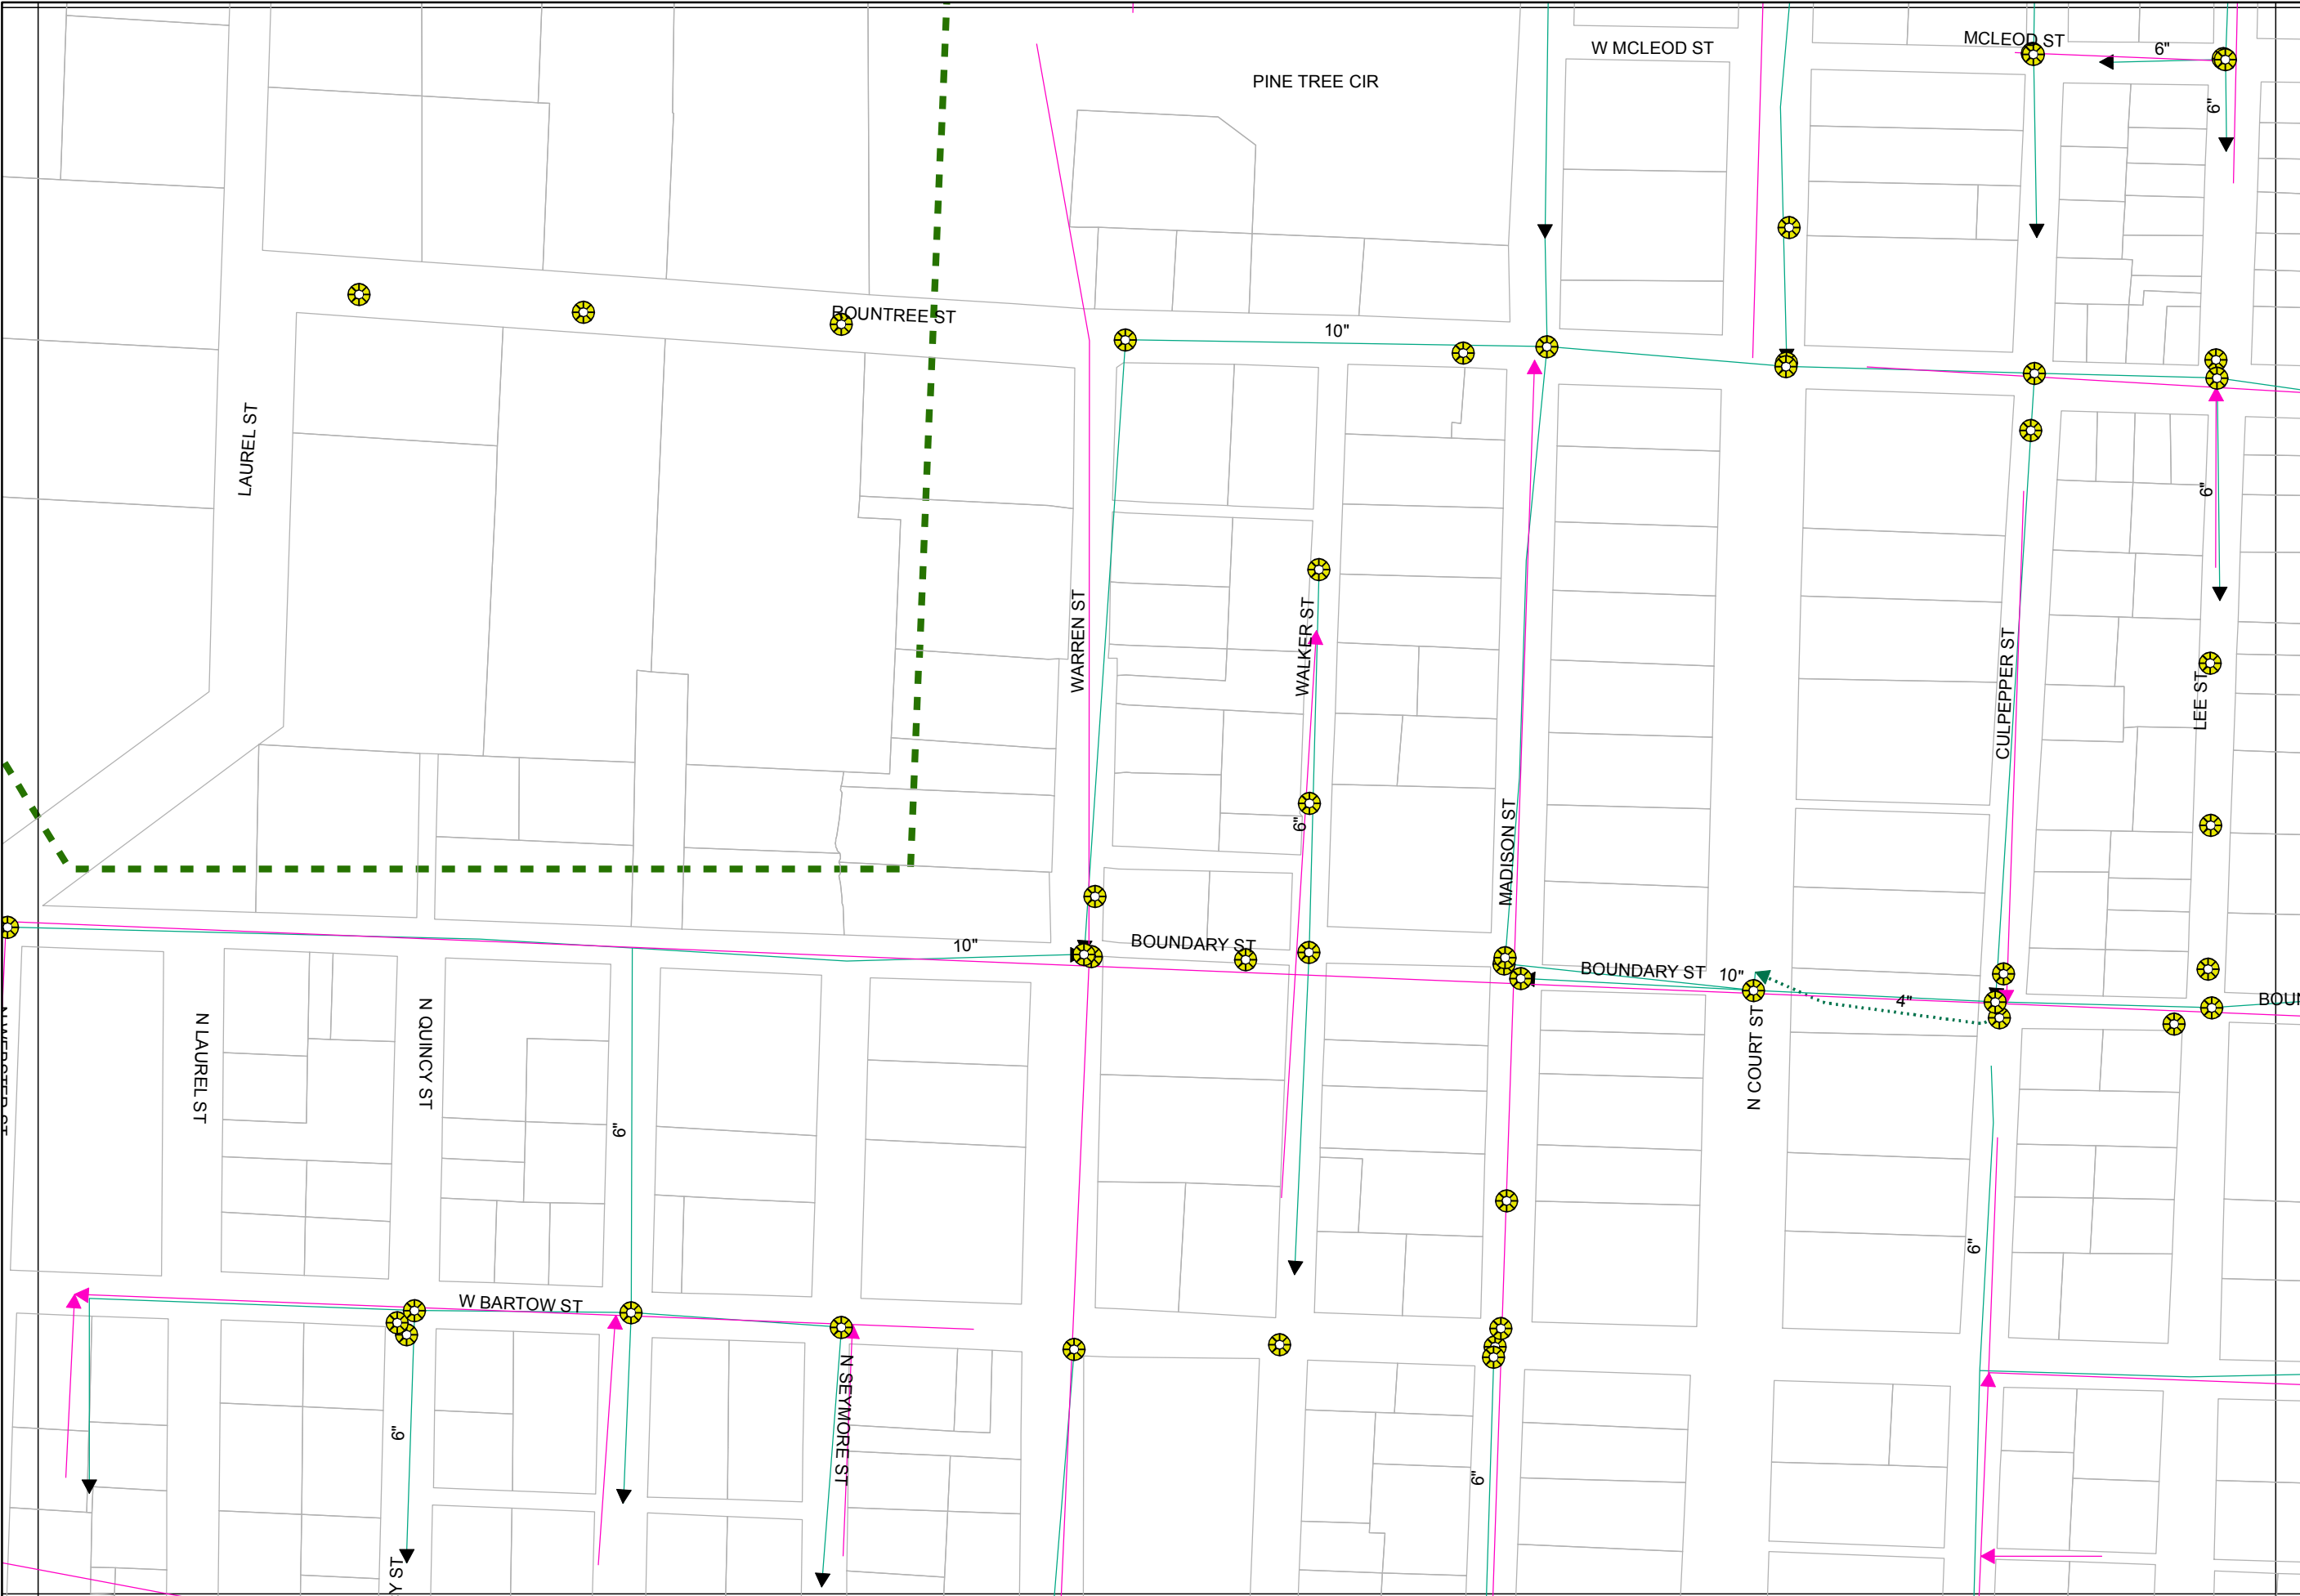 W MCLEOD ST
MCLEOD ST
6"
PINE TREE CIR
6"
ROUNTREE ST
10"
LAUREL ST
6"
WARREN ST
WALKER ST
CULPEPPER ST
LEE ST
6"
MADISON ST
10"
BOUNDARY ST
BOUNDARY ST
10"
4"
BOUN
N LAUREL ST
N QUINCY ST
N COURT ST
6"
6"
W BARTOW ST
N SEYMORE ST
6"
6"
Y ST